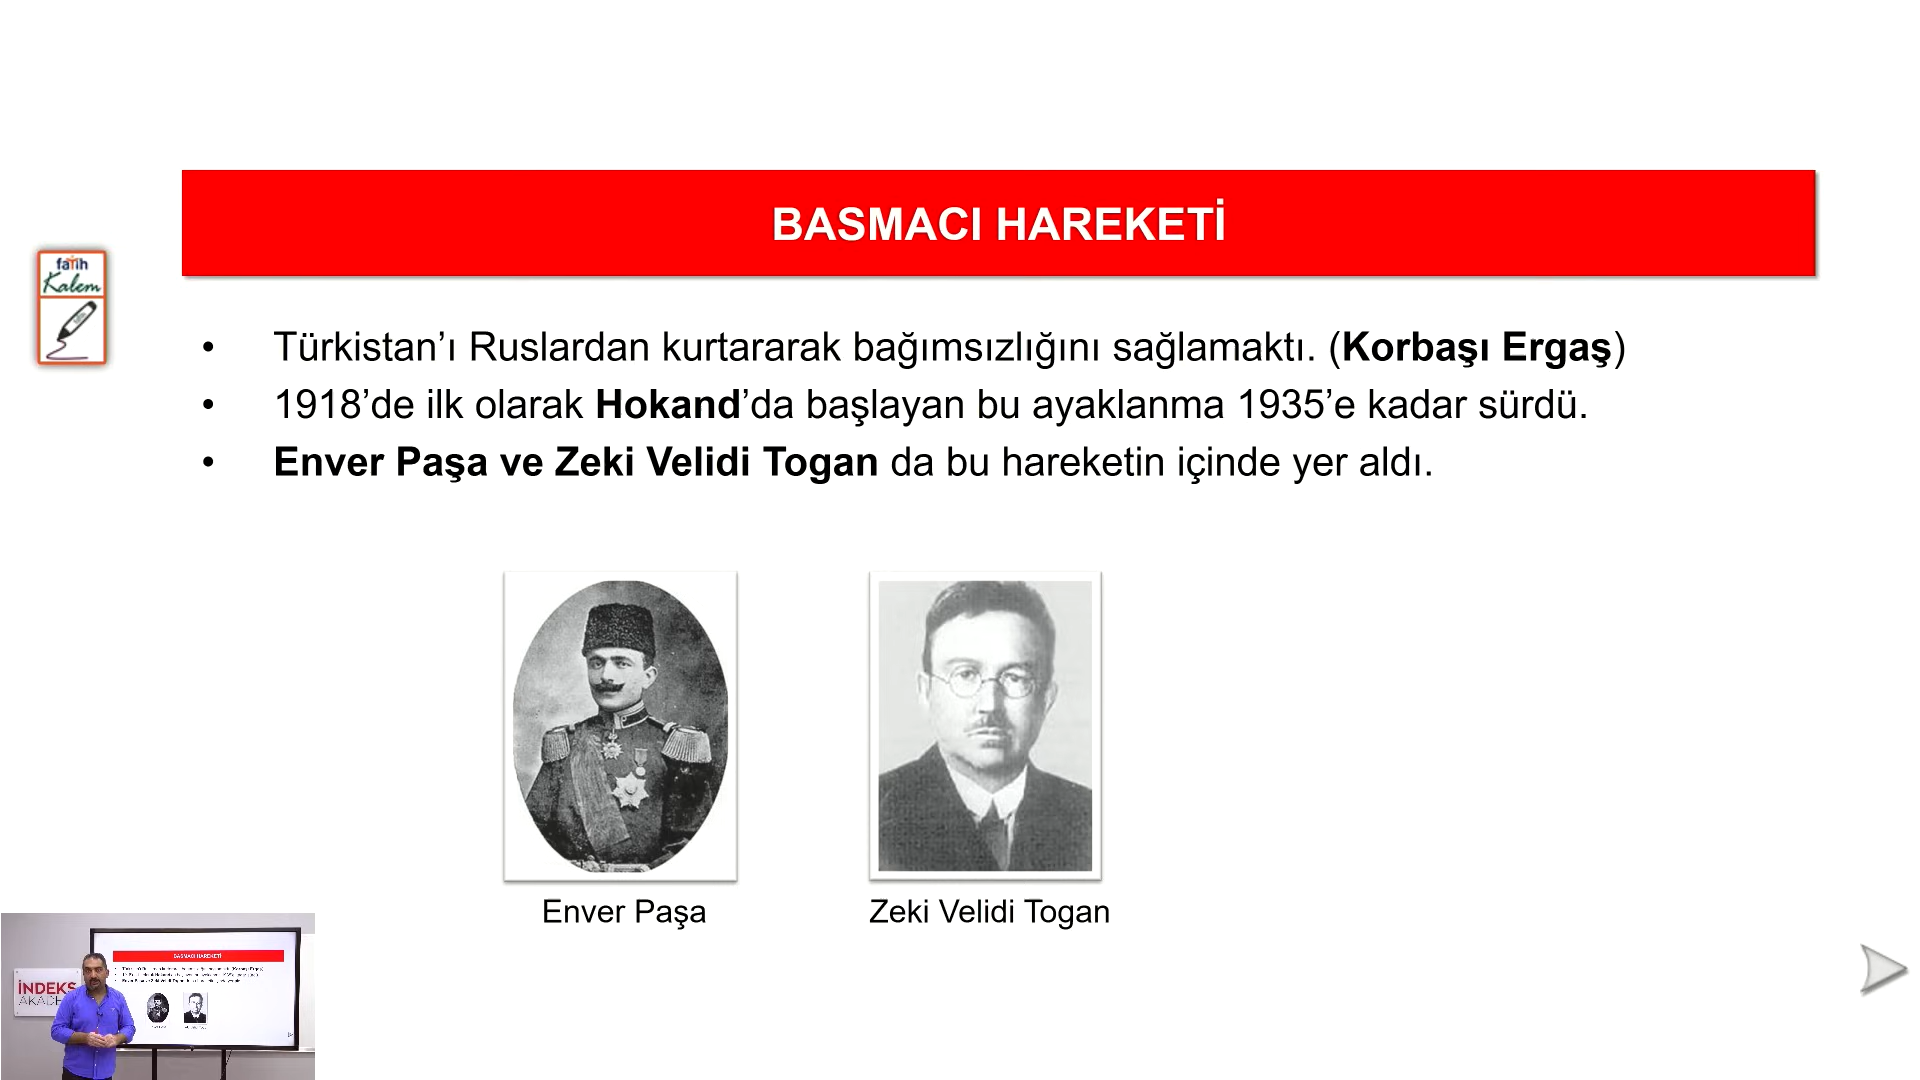 BASMACI HAREKETİ
fatih
Kalem
• Türkistan’ı Ruslardan kurtararak bağımsızlığını sağlamaktı. (Korbaşı Ergaş)
• 1918’de ilk olarak Hokand’da başlayan bu ayaklanma 1935’e kadar sürdü.
• Enver Paşa ve Zeki Velidi Togan da bu hareketin içinde yer aldı.
Enver Paşa
Zeki Velidi Togan
BASMACI HAREKETİ
İNDEKS